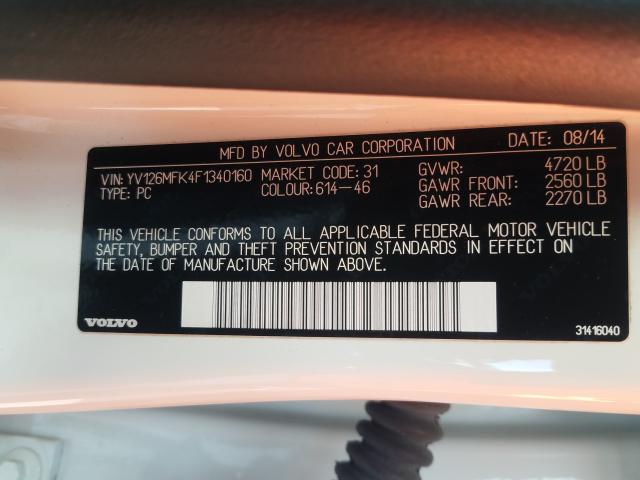 MFD BY VOLVO CAR CORPORATION DATE: 08/14
VIN: YV126MFK4F1340160 MARKET CODE: 31 GVWR: 4720 LB
TYPE: PC COLOUR: 614-46 GAWR FRONT: 2560 LB
GAWR REAR: 2270 LB
THIS VEHICLE CONFORMS TO ALL APPLICABLE FEDERAL MOTOR VEHICLE
SAFETY, BUMPER AND THEFT PREVENTION STANDARDS IN EFFECT ON
THE DATE OF MANUFACTURE SHOWN ABOVE.
VOLVO 31416040